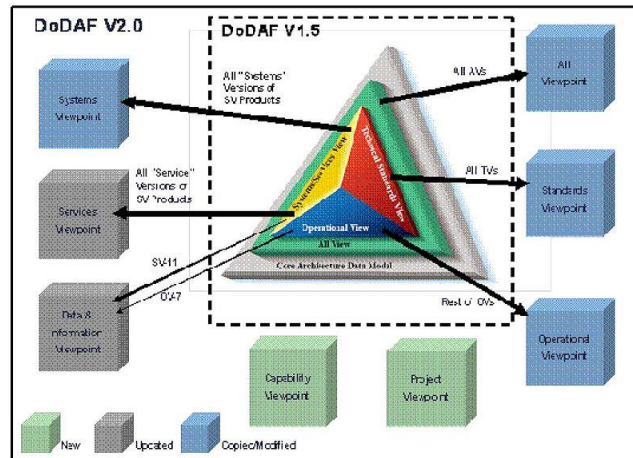 DoDAF V2.0
DoDAF V1.5
Systems
Viewpoint
All "Systems"
Versions of
SV Products
All AVs
All
Viewpoint
Services
Viewpoint
All "Service"
Versions of
SV Products
Systems/Services View
Technical Standards View
Operational View
All View
Core Architecture Data Model
All TVs
Standards
Viewpoint
SV-11
OV-7
Data &
Information
Viewpoint
Rest of OVs
Operational
Viewpoint
Capability
Viewpoint
Project
Viewpoint
New
Updated
Copied/Modified